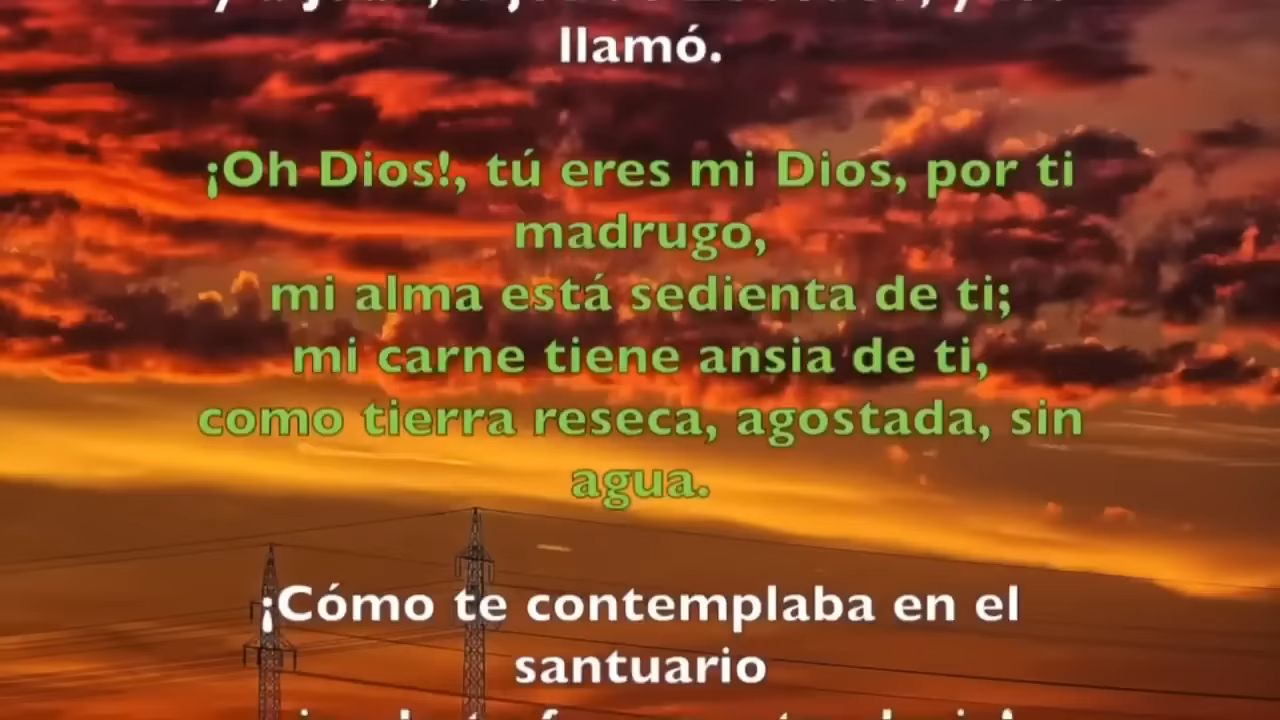 llamó.
¡Oh Dios!, tú eres mi Dios, por ti
madrugo,
mi alma está sedienta de ti;
mi carne tiene ansia de ti,
como tierra reseca, agostada, sin
agua.
¡Cómo te contemplaba en el
santuario